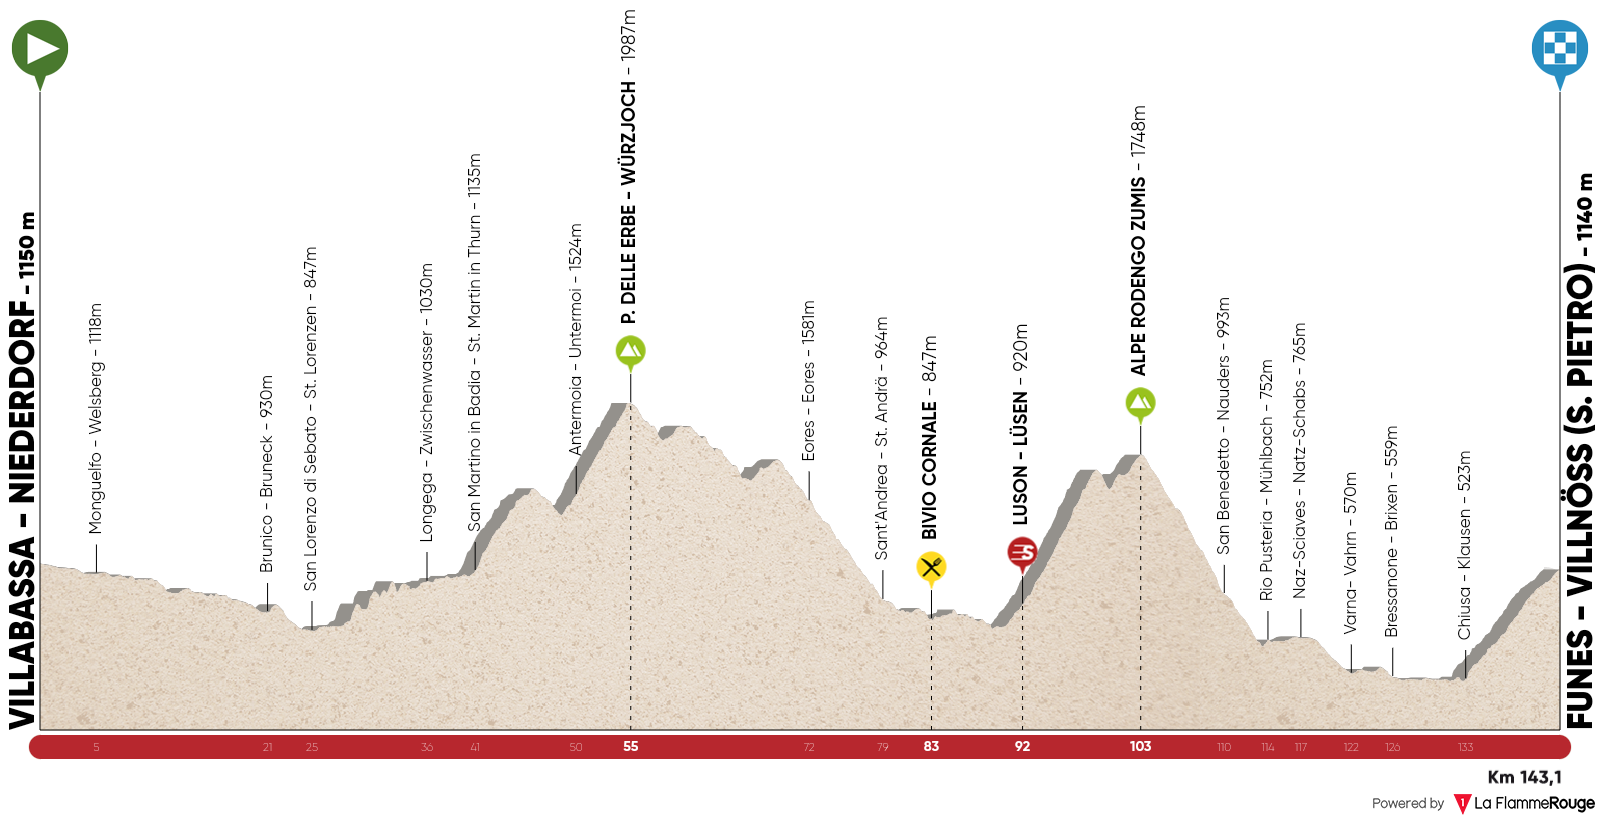 VILLABASSA - NIEDERDORF - 1150 m
Monguelfo - Welsberg - 1118m
Brunico - Bruneck - 930m
San Lorenzo di Sebato - St. Lorenzen - 847m
Longega - Zwischenwasser - 1030m
San Martino in Badia - St. Martin in Thurn - 1135m
Antermoia - Untermoi - 1524m
P. DELLE ERBE - WÜRZJOCH - 1987m
Eores - Eores - 1581m
Sant'Andrea - St. Andrä - 964m
BIVIO CORNALE - 847m
LUSON - LÜSEN - 920m
S
ALPE RODENGO ZUMIS - 1748m
San Benedetto - Nauders - 993m
Rio Pusteria - Mühlbach - 752m
Naz-Sciaves - Natz-Schabs - 765m
Varna- Vahrn - 570m
Bressanone - Brixen - 559m
Chiusa - Klausen - 523m
FUNES - VILLNÖSS (S. PIETRO) - 1140 m
5 21 25 36 41 50 55 72 79 83 92 103 110 114 117 122 126 133
Km 143,1
Powered by 1 La FlammeRouge